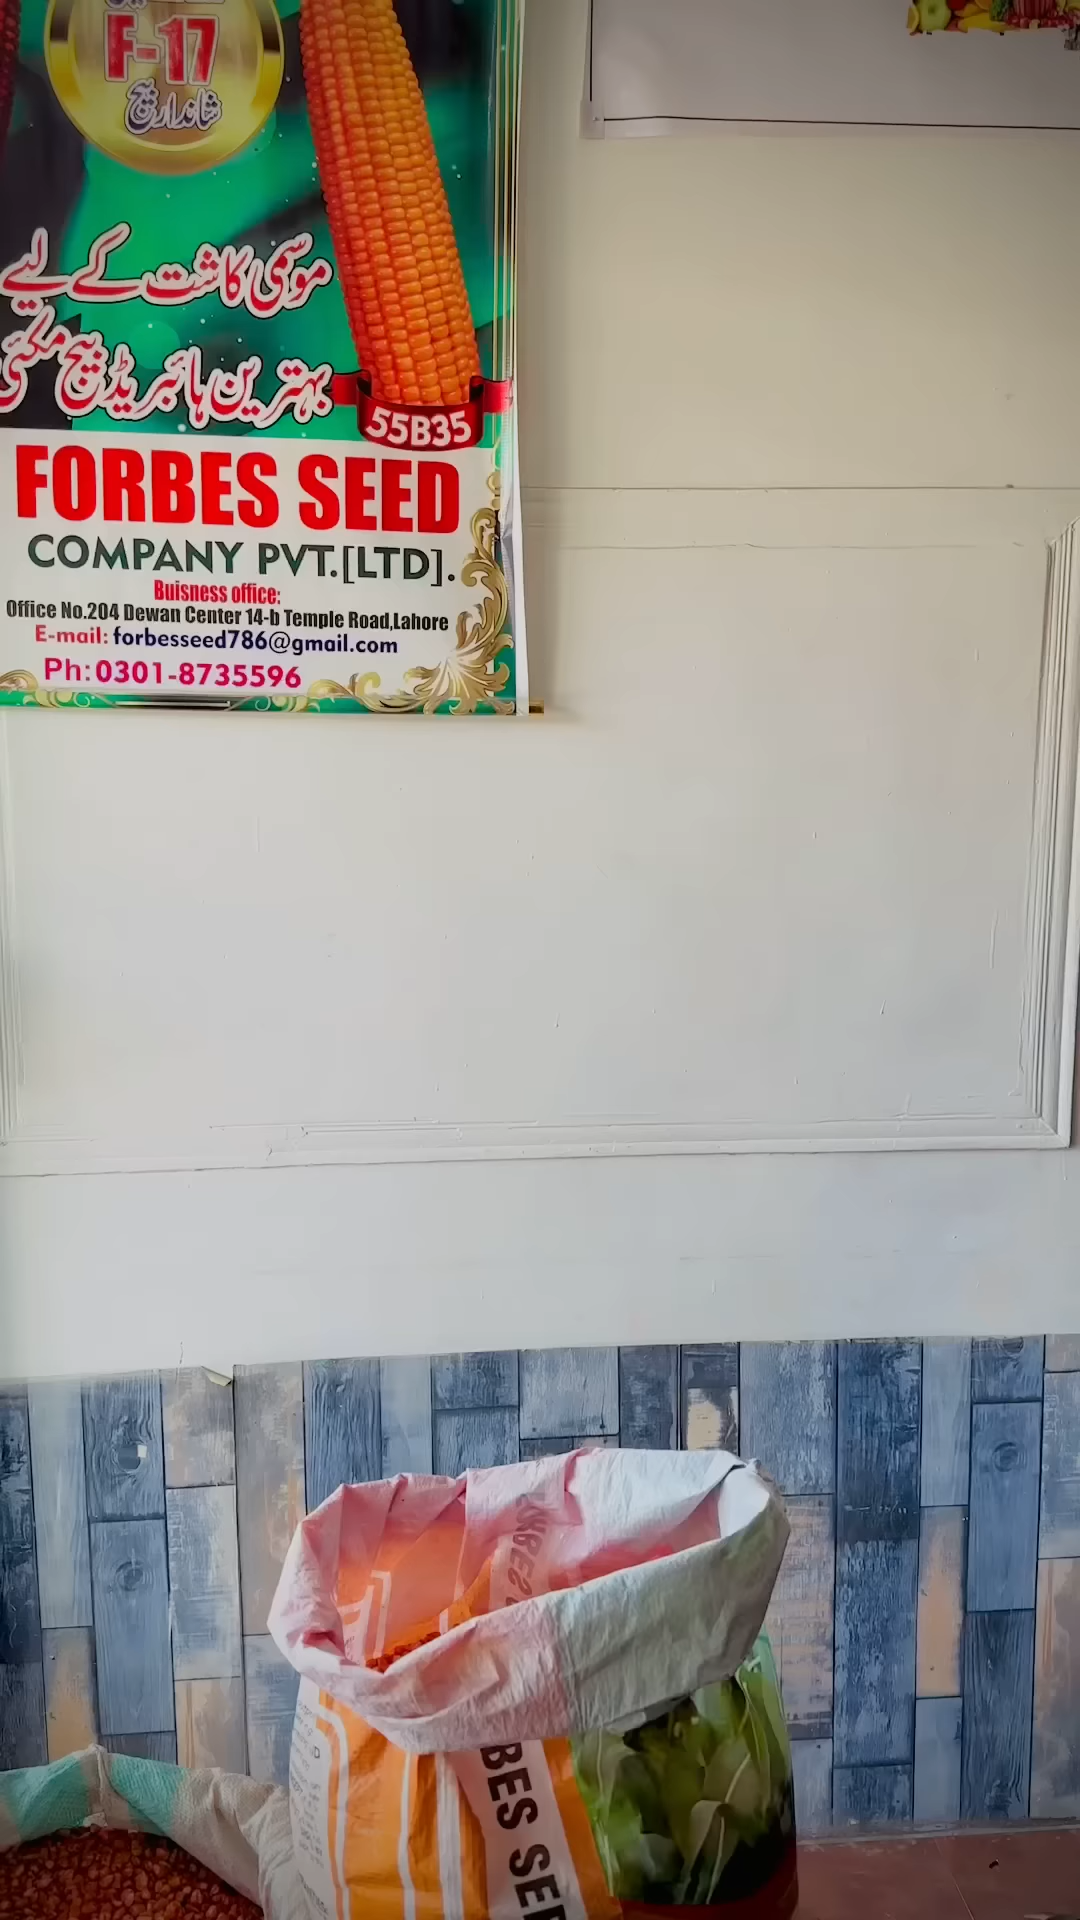 F-17
شاندار بیج
موسمی کاشت کے لیے
بہترین ہائبریڈ بیج مکئی
55B35
FORBES SEED
COMPANY PVT.[LTD].
Buisness office:
Office No.204 Dewan Center 14-b Temple Road,Lahore
E-mail: forbesseed786@gmail.com
Ph:0301-8735596
BES SEE